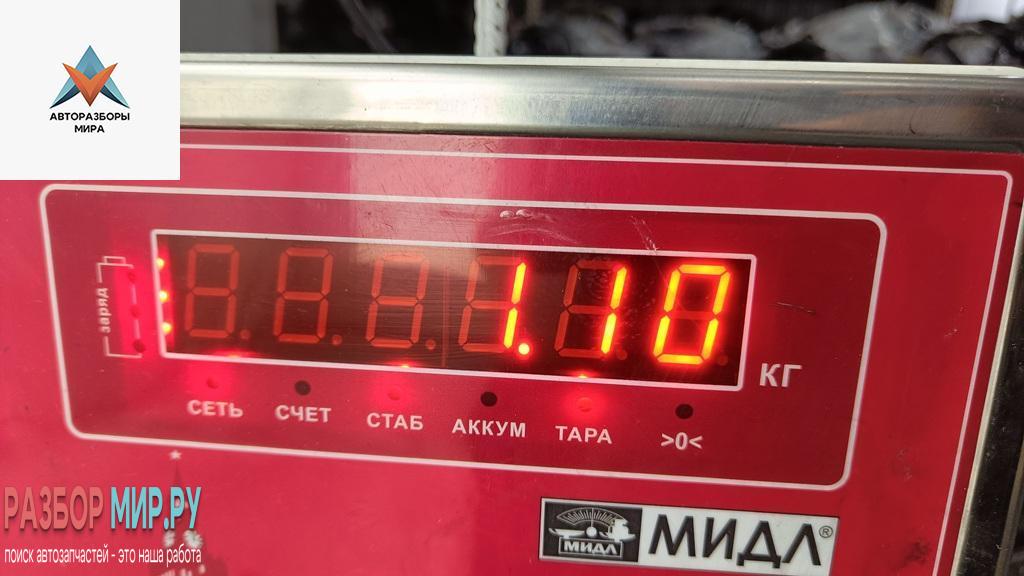 АВТОРАЗБОРЫ
МИРА
заряд
1.10
КГ
СЕТЬ
СЧЕТ
СТАБ
АККУМ
ТАРА
>0<
РАЗБОР МИР.РУ
поиск автозапчастей - это наша работа
МИДЛ
МИДЛ®